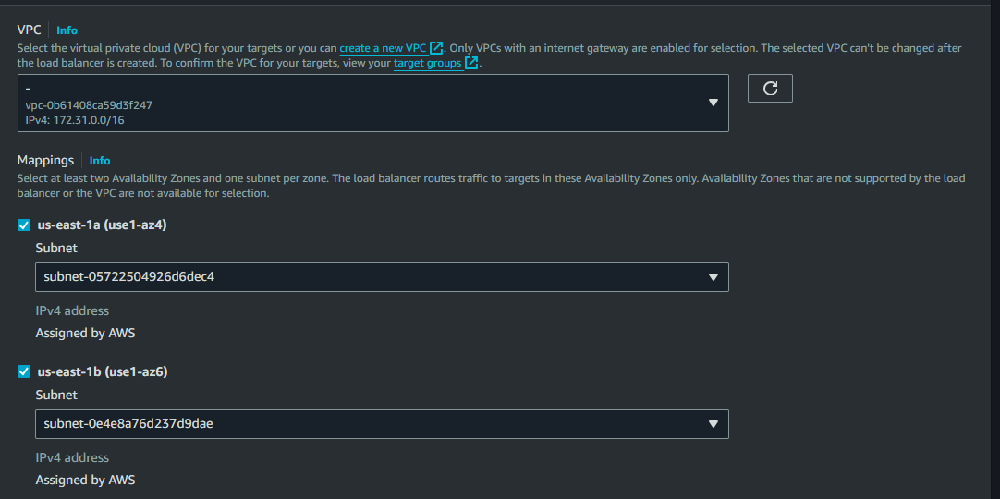 VPC Info
Select the virtual private cloud (VPC) for your targets or you can create a new VPC. Only VPCs with an internet gateway are enabled for selection. The selected VPC can't be changed after
the load balancer is created. To confirm the VPC for your targets, view your target groups.
-
vpc-0b61408ca59d3f247
IPv4: 172.31.0.0/16
Mappings Info
Select at least two Availability Zones and one subnet per zone. The load balancer routes traffic to targets in these Availability Zones only. Availability Zones that are not supported by the load
balancer or the VPC are not available for selection.
us-east-1a (use1-az4)
Subnet
subnet-05722504926d6dec4
IPv4 address
Assigned by AWS
us-east-1b (use1-az6)
Subnet
subnet-0e4e8a76d237d9dae
IPv4 address
Assigned by AWS